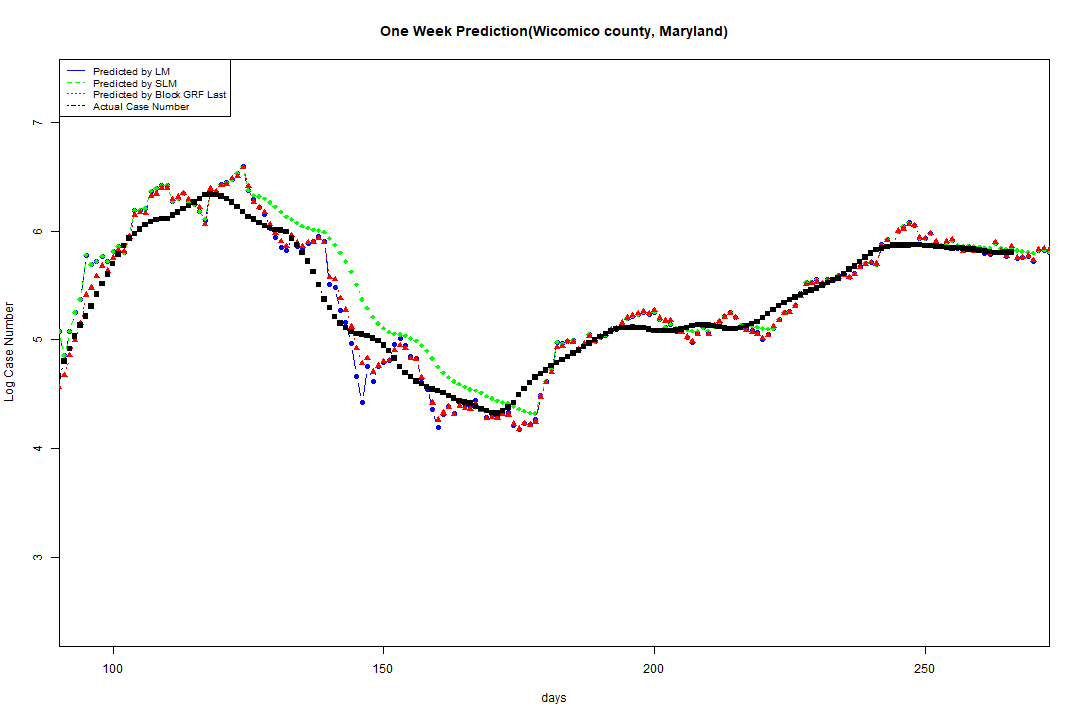 One Week Prediction(Wicomico county, Maryland)
Predicted by LM
Predicted by SLM
Predicted by Block GRF Last
Actual Case Number
7
6
5
4
3
Log Case Number
100 150 200 250
days